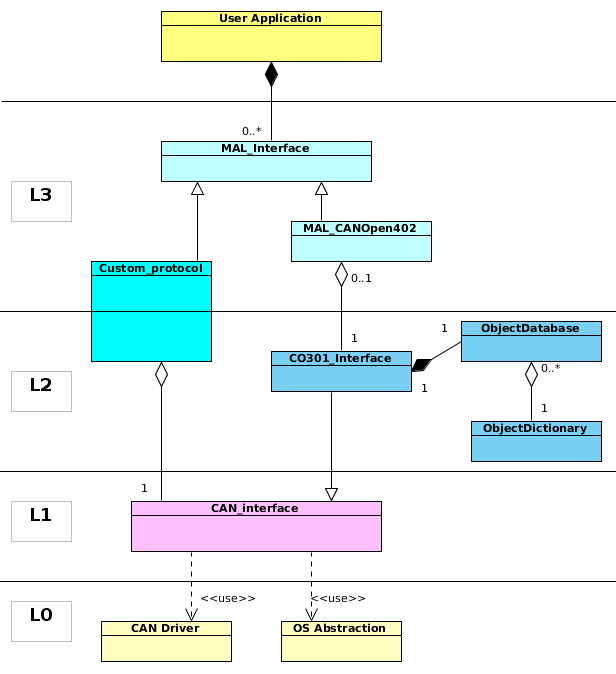 User Application
0..*
MAL_Interface
L3
MAL_CANOpen402
Custom_protocol
0..1
1
1
ObjectDatabase
CO301_Interface
0..*
L2
1
1
ObjectDictionary
1
L1
CAN_interface
<<use>>
<<use>>
L0
CAN Driver
OS Abstraction